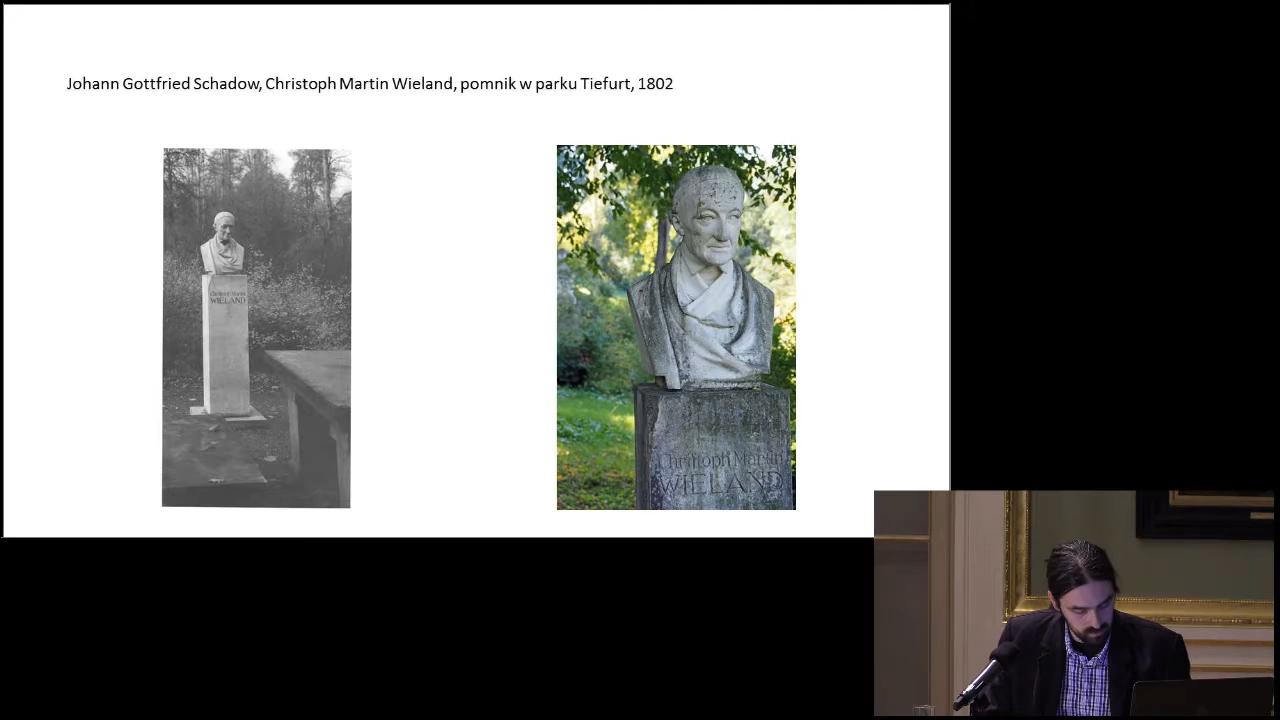 Johann Gottfried Schadow, Christoph Martin Wieland, pomnik w parku Tiefurt, 1802
Christoph Martin
WIELAND
Christoph Martin
WIELAND